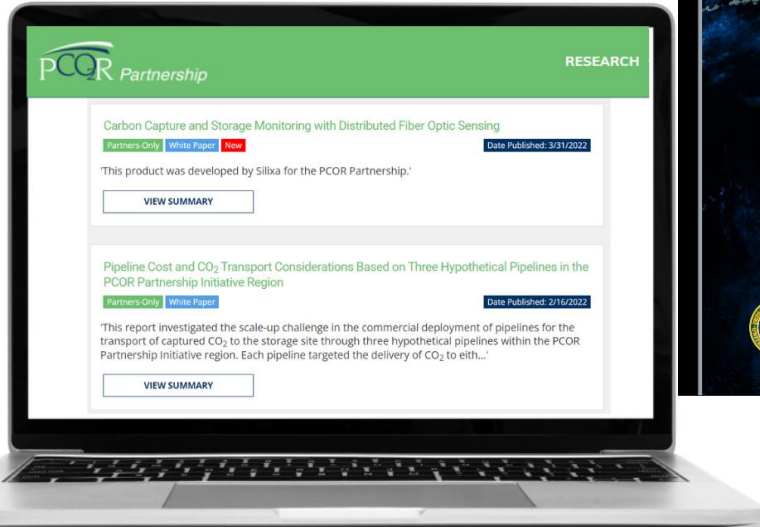 PCO₂R Partnership
RESEARCH
Carbon Capture and Storage Monitoring with Distributed Fiber Optic Sensing
Partners-Only White Paper New Date Published: 3/31/2022
'This product was developed by Silixa for the PCOR Partnership.'
VIEW SUMMARY
Pipeline Cost and CO₂ Transport Considerations Based on Three Hypothetical Pipelines in the
PCOR Partnership Initiative Region
Partners-Only White Paper Date Published: 2/16/2022
'This report investigated the scale-up challenge in the commercial deployment of pipelines for the
transport of captured CO₂ to the storage site through three hypothetical pipelines within the PCOR
Partnership Initiative region. Each pipeline targeted the delivery of CO₂ to eith...'
VIEW SUMMARY